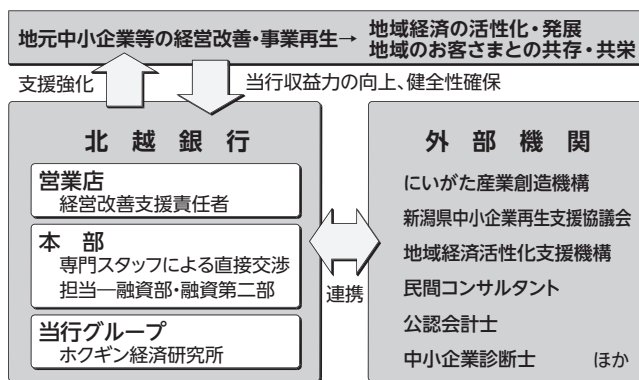 地元中小企業等の経営改善・事業再生→
地域経済の活性化・発展
地域のお客さまとの共存・共栄
支援強化
当行収益力の向上、健全性確保
北越銀行
営業店
経営改善支援責任者
本部
専門スタッフによる直接交渉
担当―融資部・融資第二部
当行グループ
ホクギン経済研究所
連携
外部機関
にいがた産業創造機構
新潟県中小企業再生支援協議会
地域経済活性化支援機構
民間コンサルタント
公認会計士
中小企業診断士 ほか